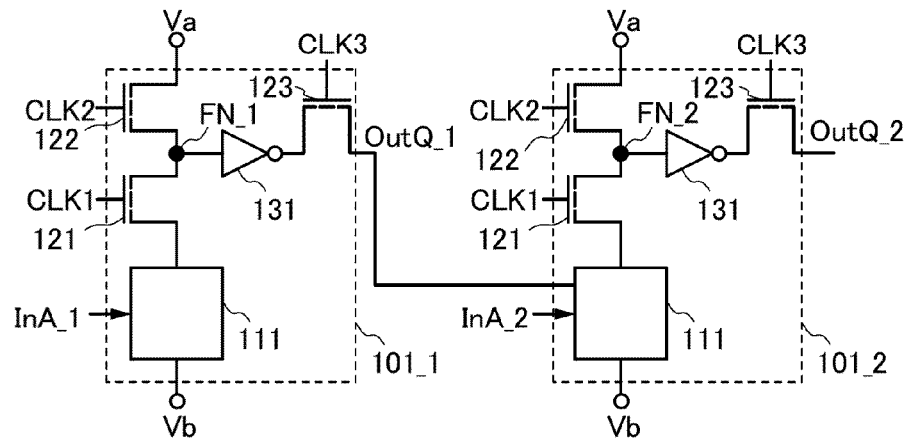 Va
CLK3
CLK2
122
FN_1
123
OutQ_1
CLK1
121
131
InA_1
111
101_1
Vb
Va
CLK3
CLK2
122
FN_2
123
OutQ_2
CLK1
121
131
InA_2
111
101_2
Vb